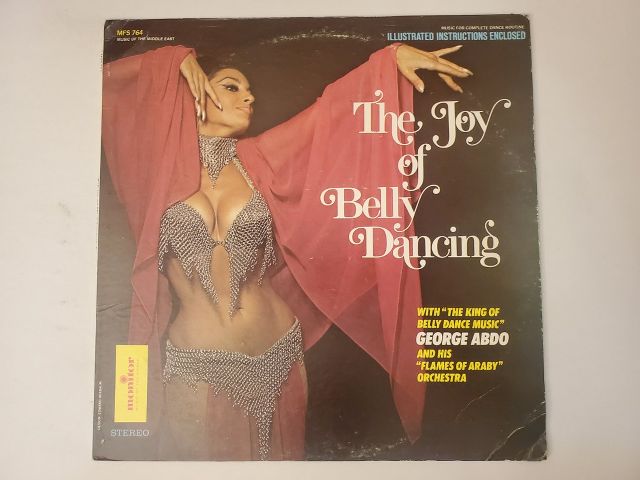 MFS 764
MUSIC OF THE MIDDLE EAST
MUSIC FOR COMPLETE DANCE ROUTINE
ILLUSTRATED INSTRUCTIONS ENCLOSED
The Joy
of
Belly
Dancing
WITH "THE KING OF
BELLY DANCE MUSIC"
GEORGE ABDO
AND HIS
"FLAMES OF ARABY"
ORCHESTRA
monitor
STEREO